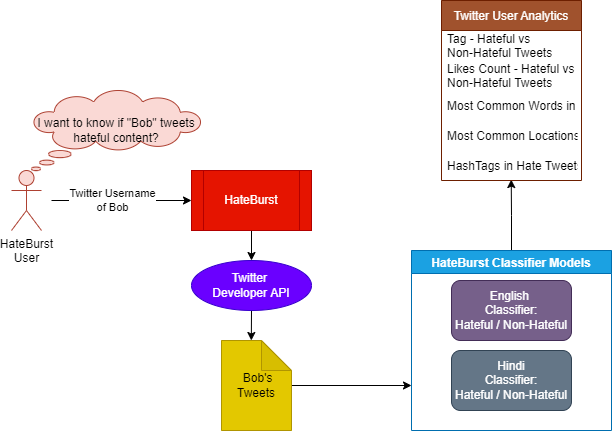 Twitter User Analytics
Tag - Hateful vs
Non-Hateful Tweets
Likes Count - Hateful vs
Non-Hateful Tweets
Most Common Words in
Most Common Locations
HashTags in Hate Tweet
I want to know if "Bob" tweets
hateful content?
Twitter Username
of Bob
HateBurst
User
HateBurst
Twitter
Developer API
Bob's
Tweets
HateBurst Classifier Models
English
Classifier:
Hateful / Non-Hateful
Hindi
Classifier:
Hateful / Non-Hateful